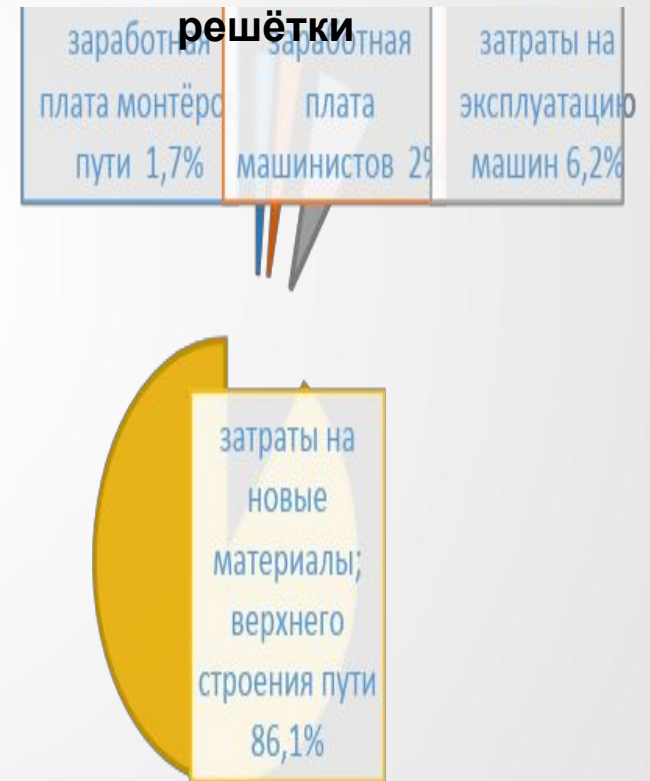 решётки
заработная
плата монтёро
пути 1,7%
заработная
плата
машинистов 2%
затраты на
эксплуатацию
машин 6,2%
затраты на
новые
материалы;
верхнего
строения пути
86,1%